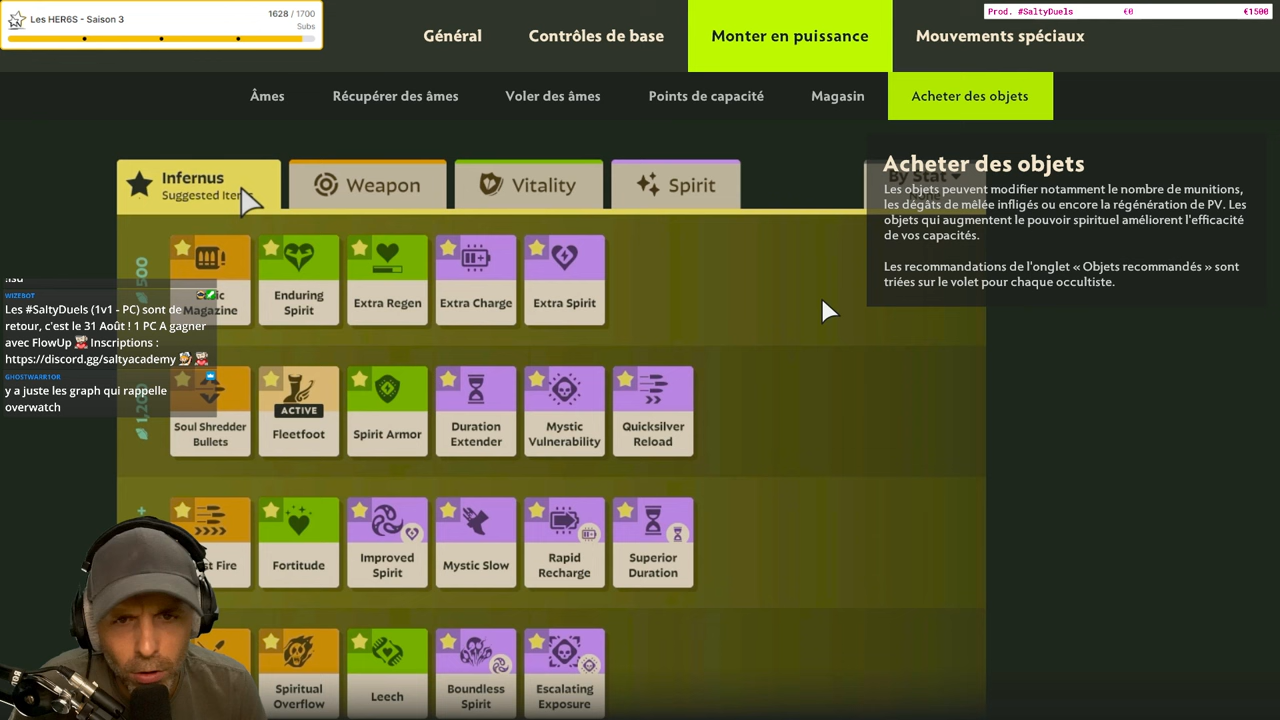 Les HER6S - Saison 3
1628 / 1700
Subs
Prod. #SaltyDuels €0 €1500
Général
Contrôles de base
Monter en puissance
Mouvements spéciaux
Âmes
Récupérer des âmes
Voler des âmes
Points de capacité
Magasin
Acheter des objets
Infernus
Suggested
Weapon
Vitality
Spirit
By Stat
Acheter des objets
Les objets peuvent modifier notamment le nombre de munitions,
les dégâts de mêlée infligés ou encore la régénération de PV. Les
objets qui augmentent le pouvoir spirituel améliorent l'efficacité
de vos capacités.
Les recommandations de l'onglet « Objets recommandés » sont
triées sur le volet pour chaque occultiste.
500
Magazine
Enduring
Spirit
Extra Regen
Extra Charge
Extra Spirit
WIZEBOT
Les #SaltyDuels (1v1 - PC) sont de
retour, c'est le 31 Août ! 1 PC A gagner
avec FlowUp Inscriptions :
https://discord.gg/saltyacademy
GHOSTWARR1OR
y a juste les graph qui rappelle
overwatch
Soul Shredder
Bullets
ACTIVE
Fleetfoot
Spirit Armor
Duration
Extender
Mystic
Vulnerability
Quicksilver
Reload
Fire
Fortitude
Improved
Spirit
Mystic Slow
Rapid
Recharge
Superior
Duration
Spiritual
Overflow
Leech
Boundless
Spirit
Escalating
Exposure